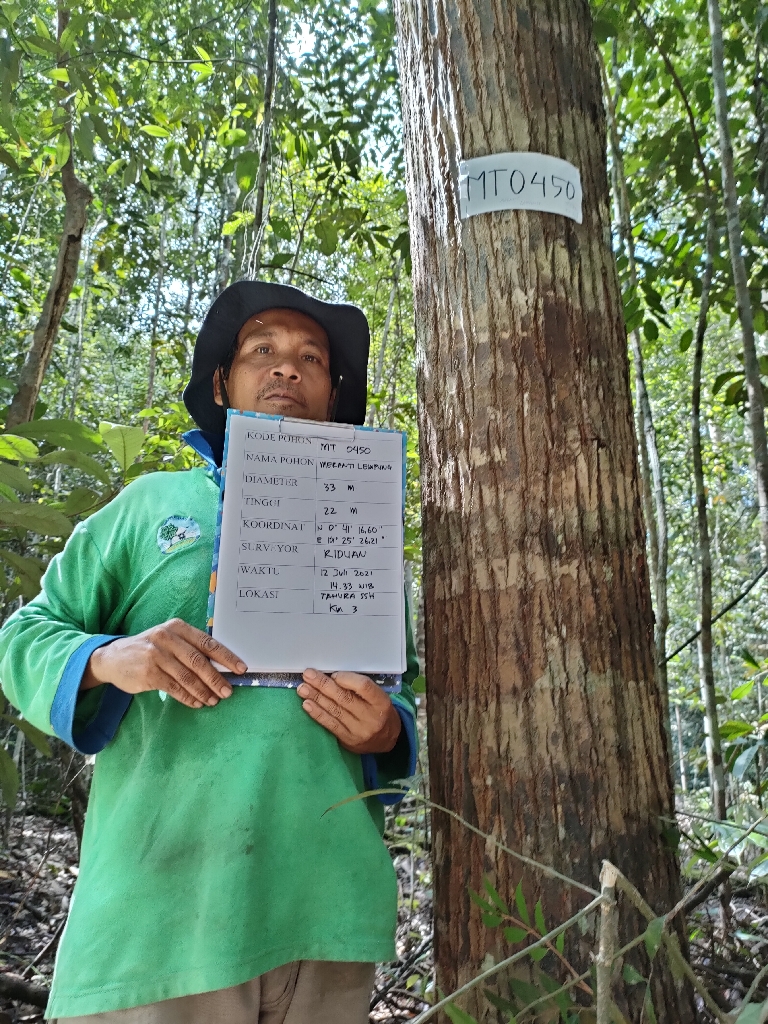 MT0450
KODE POHON MT 0450
NAMA POHON MERANTI LEMPUNG
DIAMETER 33 M
TINGGI 22 M
KOORDINAT N 0° 41' 16.60"
E 101° 25' 26.21"
SURVEYOR RIDUAN
WAKTU 12 JULI 2021
14.33 WIB
LOKASI TAHURA SSH
KM 3